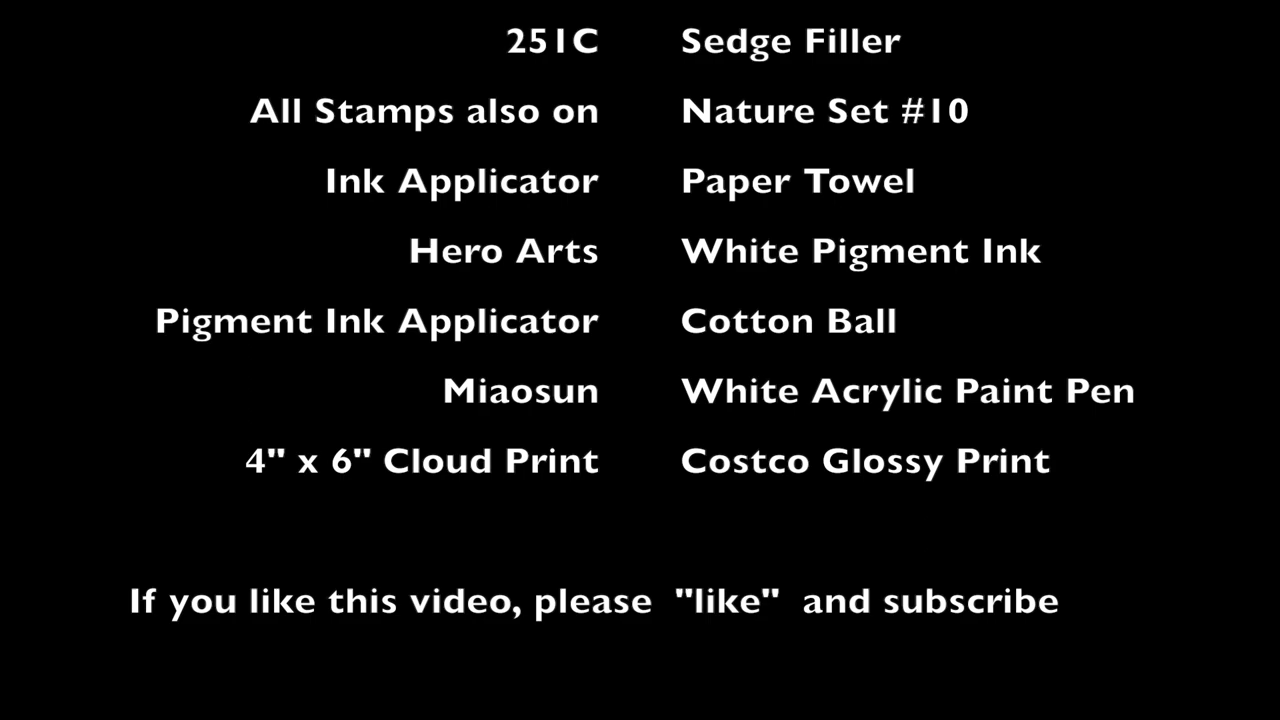 251C Sedge Filler
All Stamps also on Nature Set #10
Ink Applicator Paper Towel
Hero Arts White Pigment Ink
Pigment Ink Applicator Cotton Ball
Miaosun White Acrylic Paint Pen
4" x 6" Cloud Print Costco Glossy Print
If you like this video, please "like" and subscribe